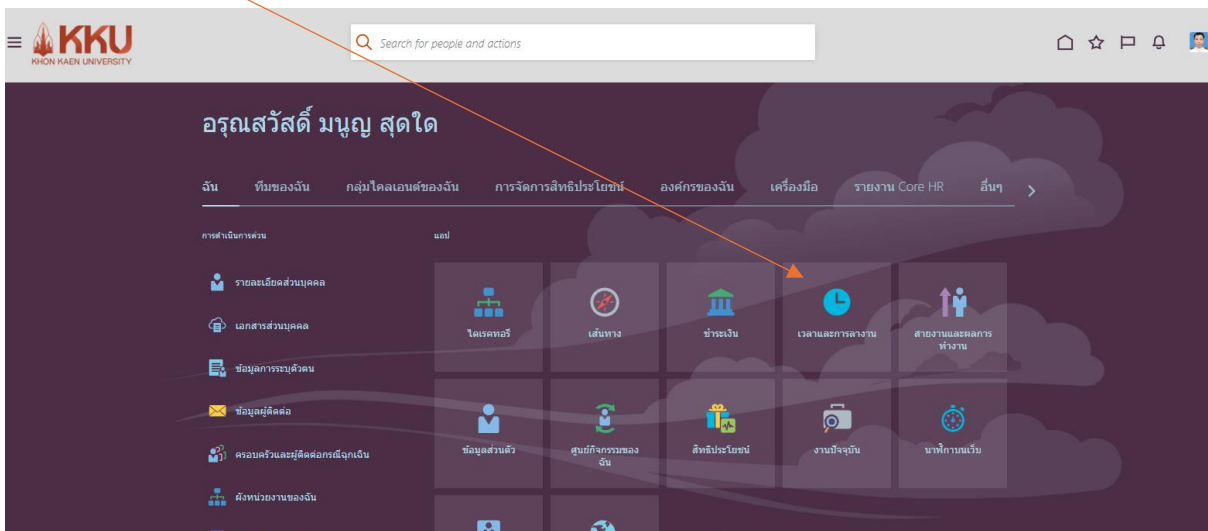 KKU
KHON KAEN UNIVERSITY
Search for people and actions
อรุณสวัสดิ์ มนูญ สุดใด
ฉัน ทีมของฉัน กลุ่มไคลเอนต์ของฉัน การจัดการสิทธิประโยชน์ องค์กรของฉัน เครื่องมือ รายงาน Core HR อื่นๆ
การดำเนินการด่วน
แอป
รายละเอียดส่วนบุคคล
เอกสารส่วนบุคคล
ข้อมูลการระบุตัวตน
ข้อมูลผู้ติดต่อ
ครอบครัวและผู้ติดต่อกรณีฉุกเฉิน
ผังหน่วยงานของฉัน
ไดเรคทอรี
เส้นทาง
ชำระเงิน
เวลาและการลางาน
สายงานและผลการ
ทำงาน
ข้อมูลส่วนตัว
ศูนย์กิจกรรมของ
ฉัน
สิทธิประโยชน์
งานปัจจุบัน
นาฬิกาบนเว็บ